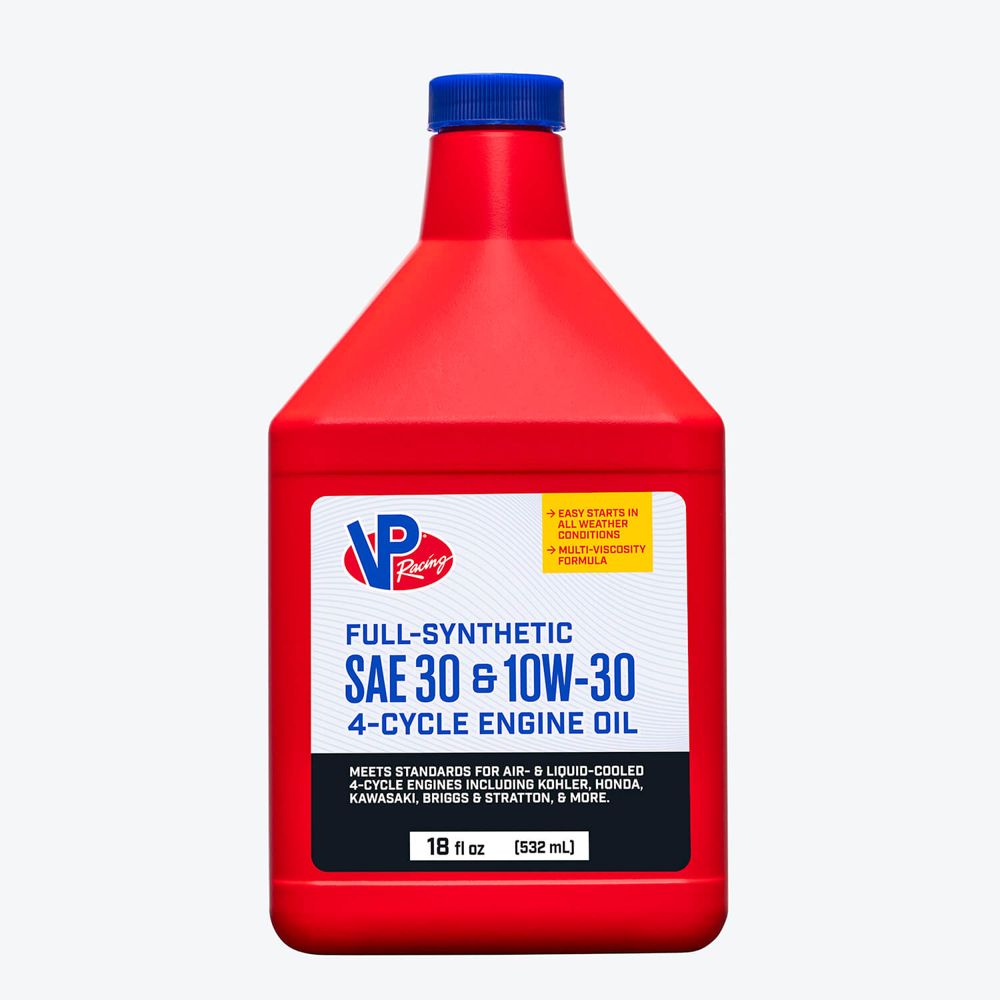 VP
Racing
→ EASY STARTS IN
ALL WEATHER
CONDITIONS
→ MULTI-VISCOSITY
FORMULA
FULL-SYNTHETIC
SAE 30 & 10W-30
4-CYCLE ENGINE OIL
MEETS STANDARDS FOR AIR- & LIQUID-COOLED
4-CYCLE ENGINES INCLUDING KOHLER, HONDA,
KAWASAKI, BRIGGS & STRATTON, & MORE.
18 fl oz (532 mL)